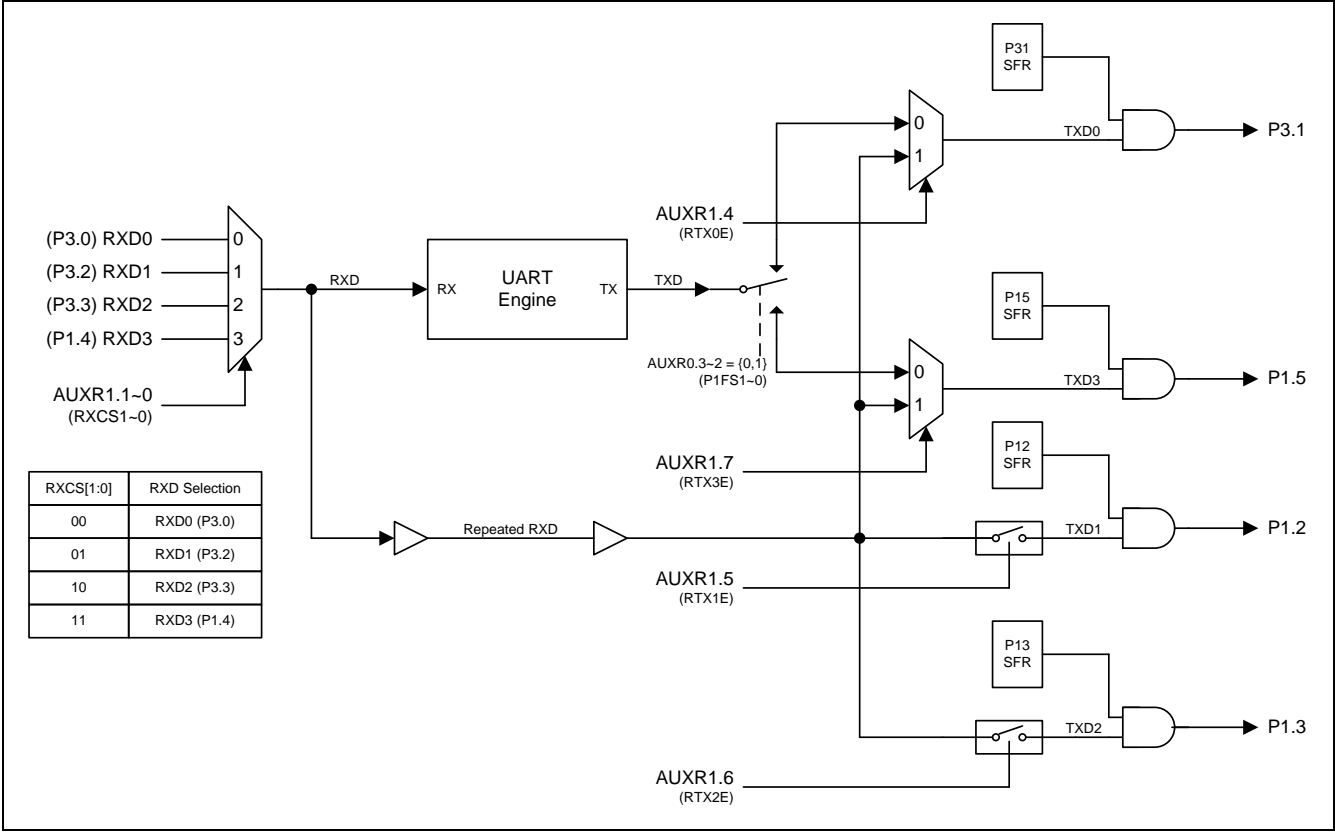 P31
SFR
0
1
TXD0
P3.1
AUXR1.4
(RTX0E)
(P3.0) RXD0
(P3.2) RXD1
(P3.3) RXD2
(P1.4) RXD3
0
1
2
3
AUXR1.1~0
(RXCS1~0)
RXD
RX
UART
Engine
TX
TXD
AUXR0.3~2 = {0,1}
(P1FS1~0)
P15
SFR
0
1
TXD3
P1.5
AUXR1.7
(RTX3E)
P12
SFR
RXCS[1:0] RXD Selection
00 RXD0 (P3.0)
01 RXD1 (P3.2)
10 RXD2 (P3.3)
11 RXD3 (P1.4)
Repeated RXD
TXD1
P1.2
AUXR1.5
(RTX1E)
P13
SFR
TXD2
P1.3
AUXR1.6
(RTX2E)